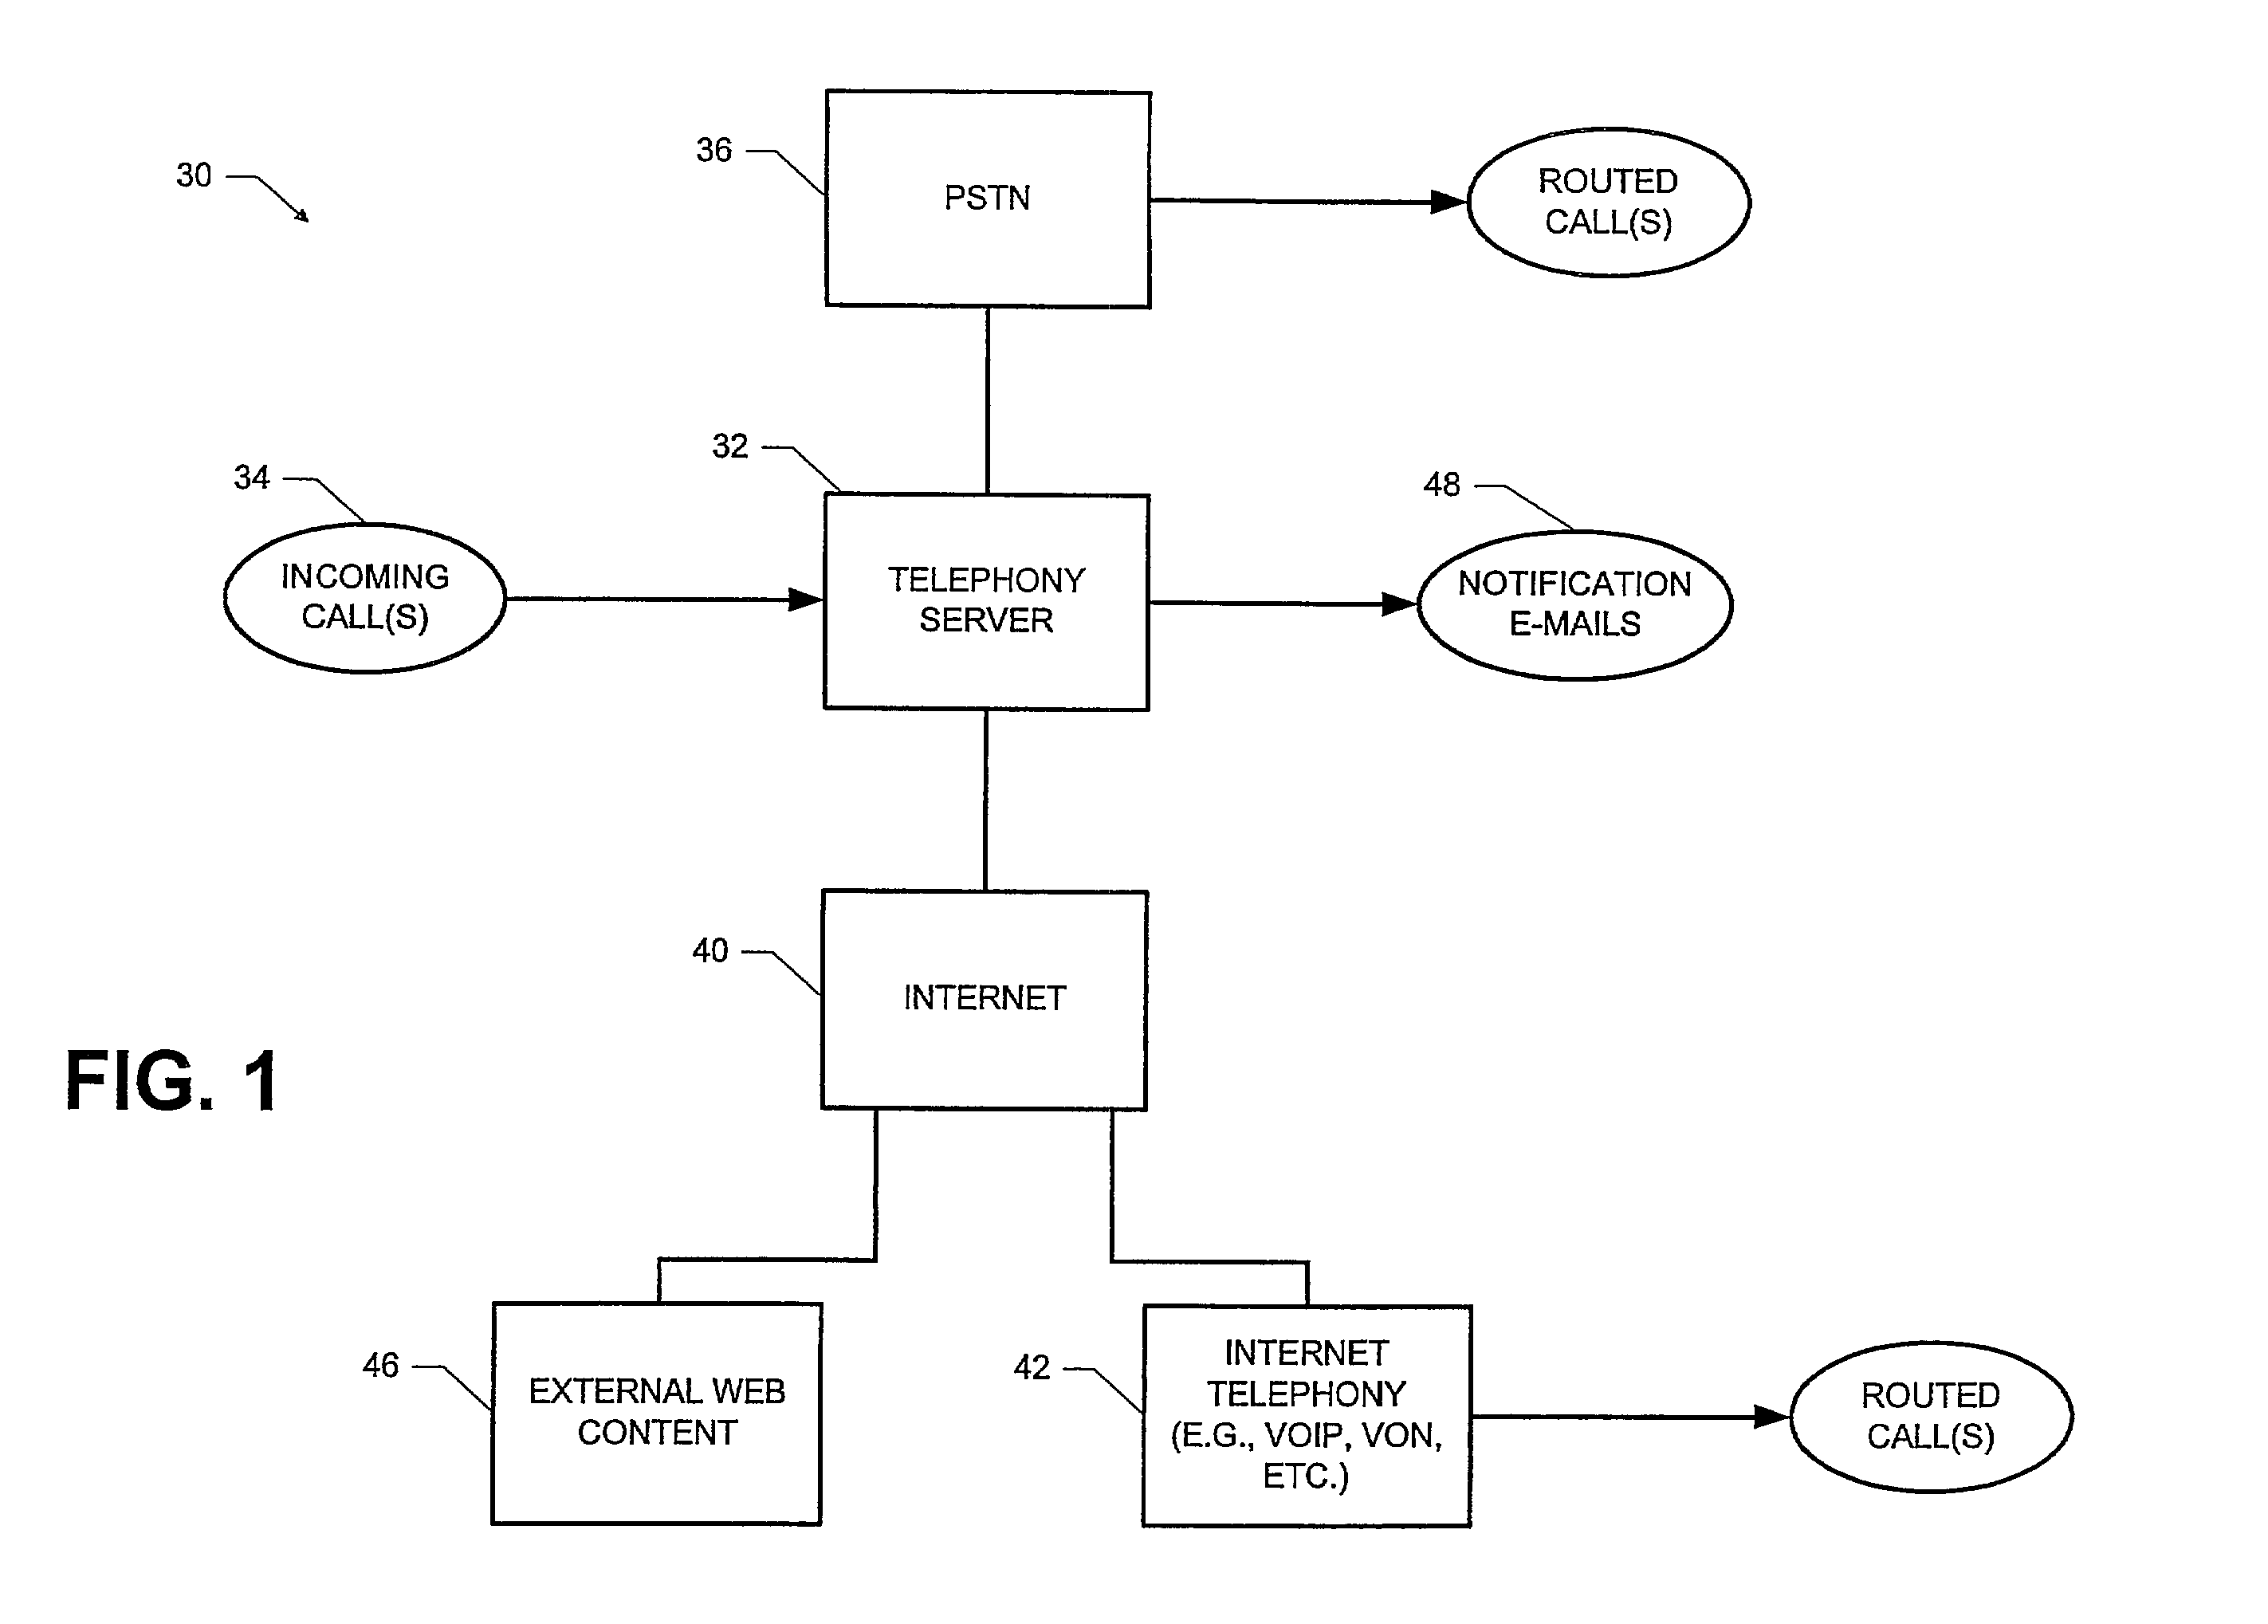 36
30
PSTN
ROUTED
CALL(S)
32
34
48
INCOMING
CALL(S)
TELEPHONY
SERVER
NOTIFICATION
E-MAILS
40
INTERNET
FIG. 1
46
EXTERNAL WEB
CONTENT
42
INTERNET
TELEPHONY
(E.G., VOIP, VON,
ETC.)
ROUTED
CALL(S)